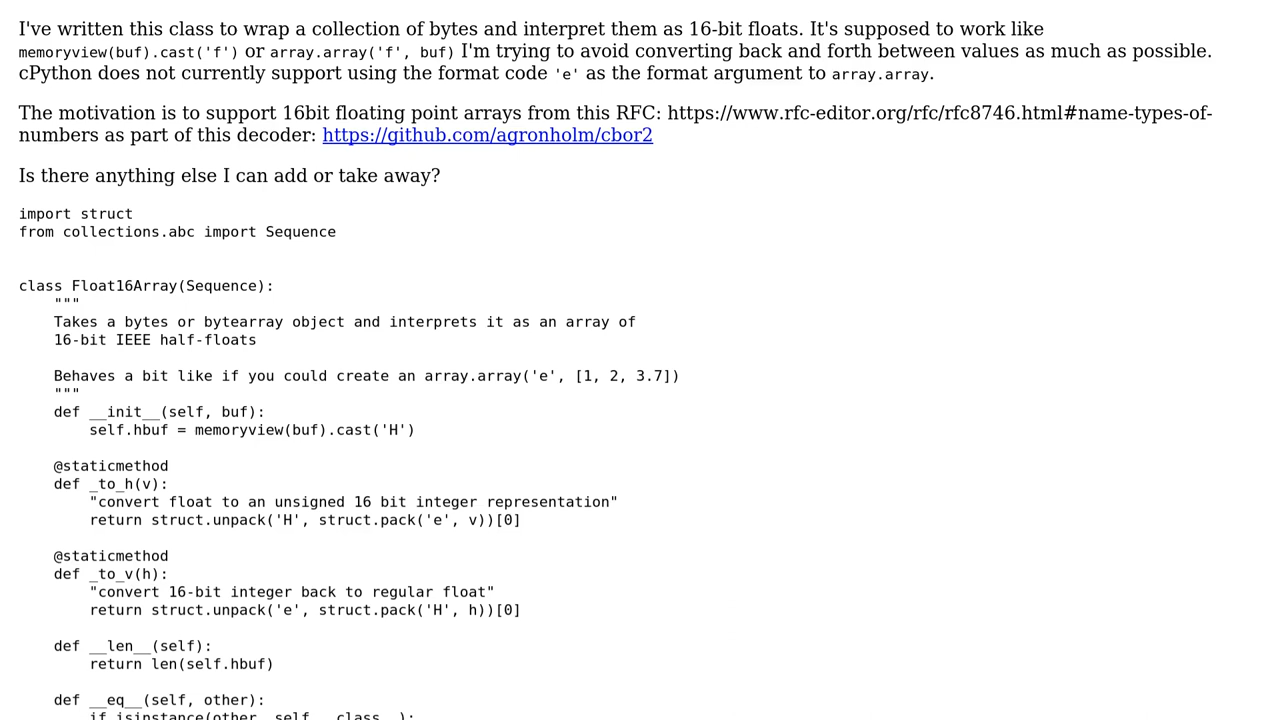 I've written this class to wrap a collection of bytes and interpret them as 16-bit floats. It's supposed to work like
memoryview(buf).cast('f') or array.array('f', buf) I'm trying to avoid converting back and forth between values as much as possible.
cPython does not currently support using the format code 'e' as the format argument to array.array.
The motivation is to support 16bit floating point arrays from this RFC: https://www.rfc-editor.org/rfc/rfc8746.html#name-types-of-
numbers as part of this decoder: https://github.com/agronholm/cbor2
Is there anything else I can add or take away?
import struct
from collections.abc import Sequence
class Float16Array(Sequence):
    """
    Takes a bytes or bytearray object and interprets it as an array of
    16-bit IEEE half-floats
    Behaves a bit like if you could create an array.array('e', [1, 2, 3.7])
    """
    def __init__(self, buf):
        self.hbuf = memoryview(buf).cast('H')
    @staticmethod
    def _to_h(v):
        "convert float to an unsigned 16 bit integer representation"
        return struct.unpack('H', struct.pack('e', v))[0]
    @staticmethod
    def _to_v(h):
        "convert 16-bit integer back to regular float"
        return struct.unpack('e', struct.pack('H', h))[0]
    def __len__(self):
        return len(self.hbuf)
    def __eq__(self, other):
        if isinstance(other, self.__class__):